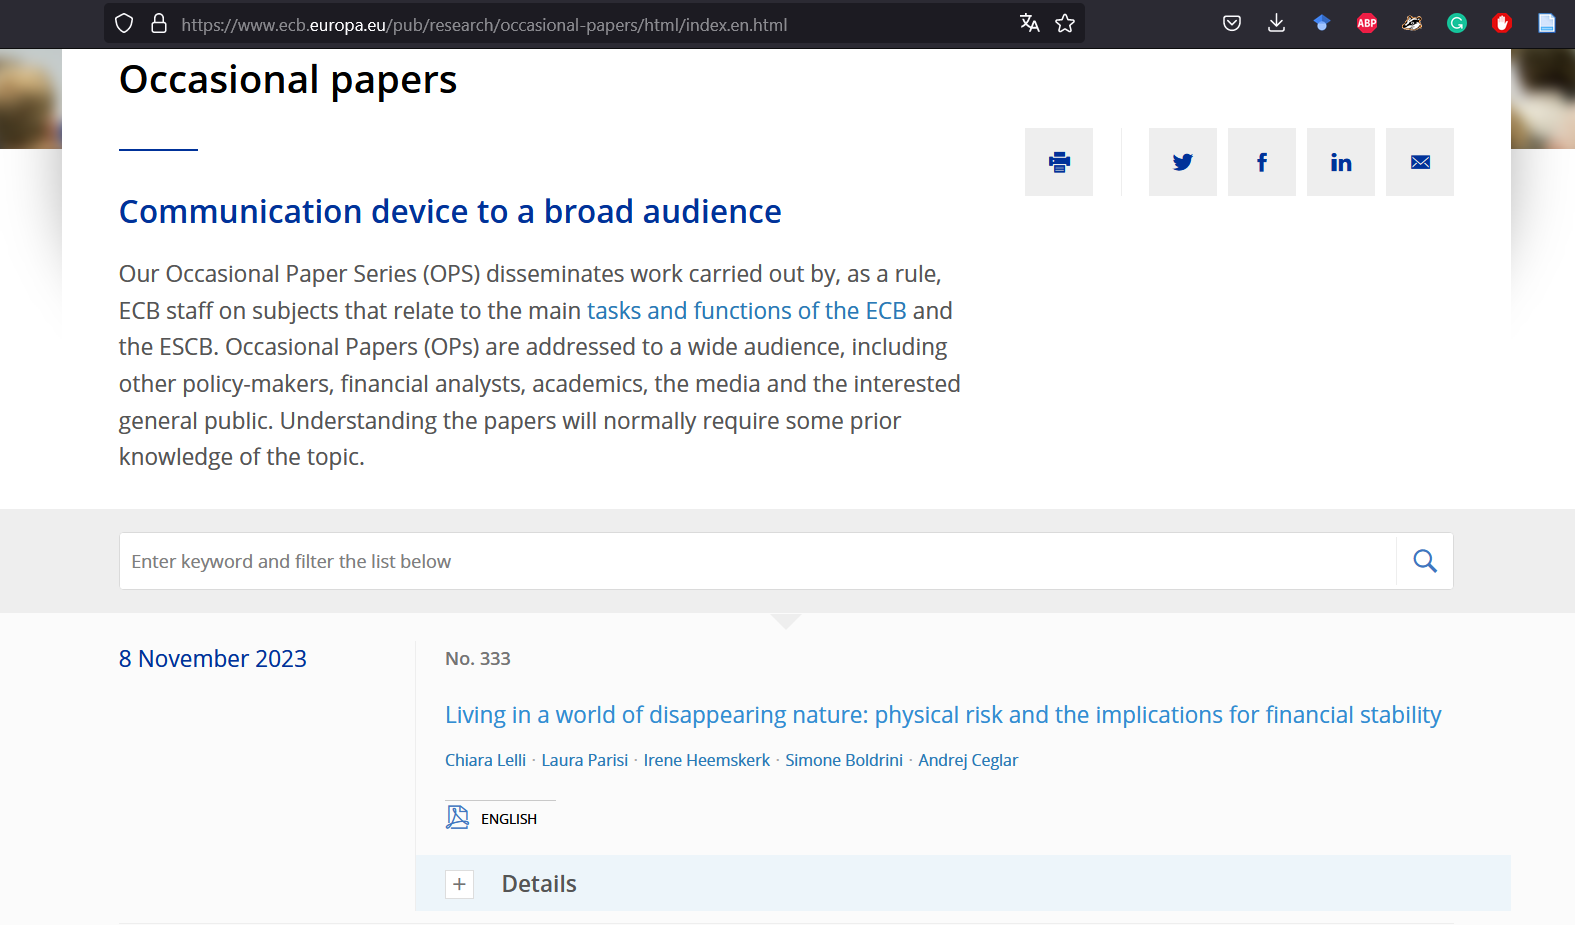 https://www.ecb.europa.eu/pub/research/occasional-papers/html/index.en.html
ABP
Occasional papers
Communication device to a broad audience
Our Occasional Paper Series (OPS) disseminates work carried out by, as a rule,
ECB staff on subjects that relate to the main tasks and functions of the ECB and
the ESCB. Occasional Papers (OPs) are addressed to a wide audience, including
other policy-makers, financial analysts, academics, the media and the interested
general public. Understanding the papers will normally require some prior
knowledge of the topic.
Enter keyword and filter the list below
8 November 2023
No. 333
Living in a world of disappearing nature: physical risk and the implications for financial stability
Chiara Lelli · Laura Parisi · Irene Heemskerk · Simone Boldrini · Andrej Ceglar
ENGLISH
+ Details